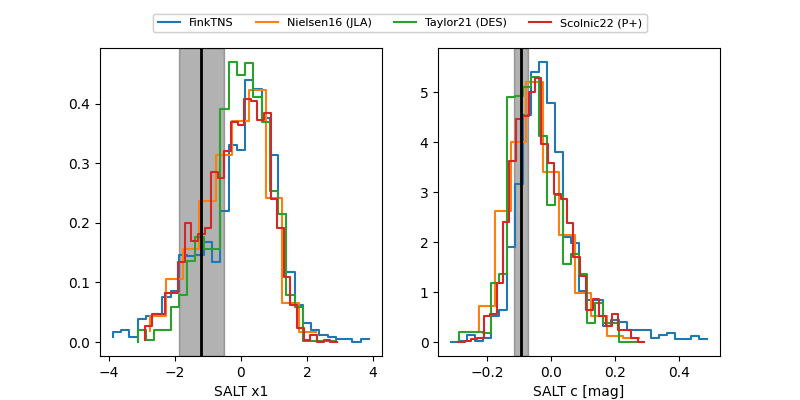 FinkTNS Nielsen16 (JLA) Taylor21 (DES) Scolnic22 (P+)
0.4
0.3
0.2
0.1
0.0
−4 −2 0 2 4
SALT x1
5
4
3
2
1
0
−0.2 0.0 0.2 0.4
SALT c [mag]